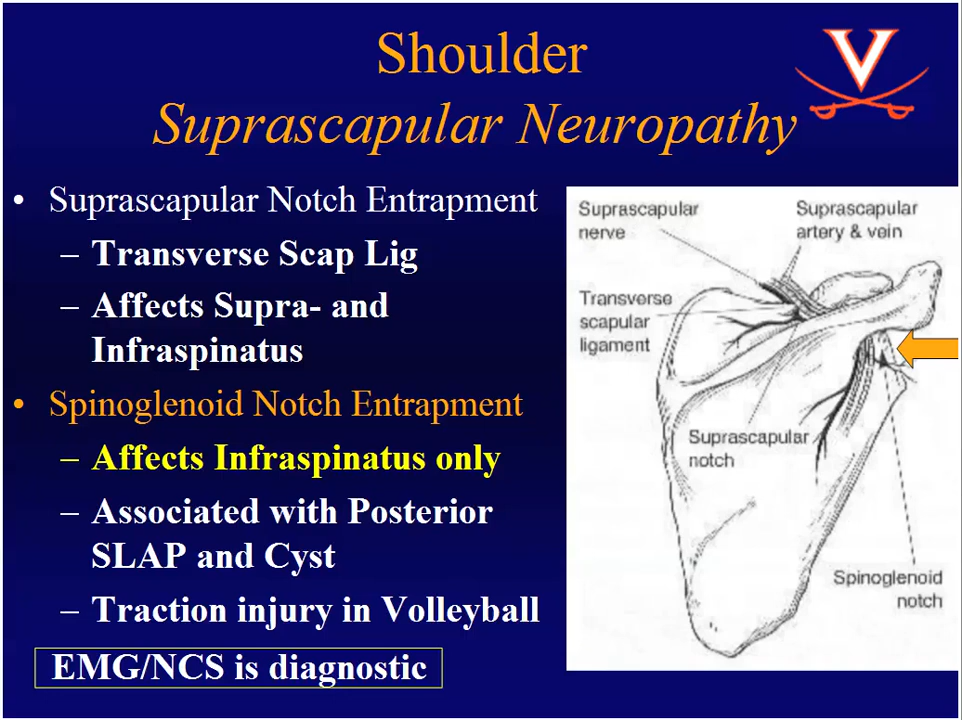 Shoulder
Suprascapular Neuropathy
• Suprascapular Notch Entrapment
– Transverse Scap Lig
– Affects Supra- and
Infraspinatus
• Spinoglenoid Notch Entrapment
– Affects Infraspinatus only
– Associated with Posterior
SLAP and Cyst
– Traction injury in Volleyball
EMG/NCS is diagnostic
Suprascapular
nerve
Suprascapular
artery & vein
Transverse
scapular
ligament
Suprascapular
notch
Spinoglenoid
notch
V